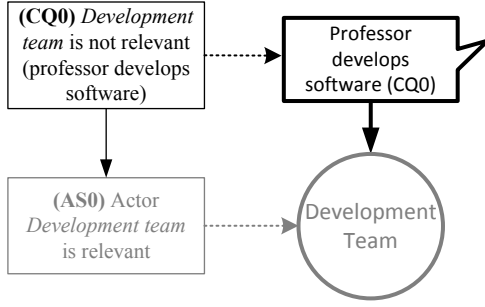 (CQ0) Development
team is not relevant
(professor develops
software)
Professor
develops
software (CQ0)
(AS0) Actor
Development team
is relevant
Development
Team